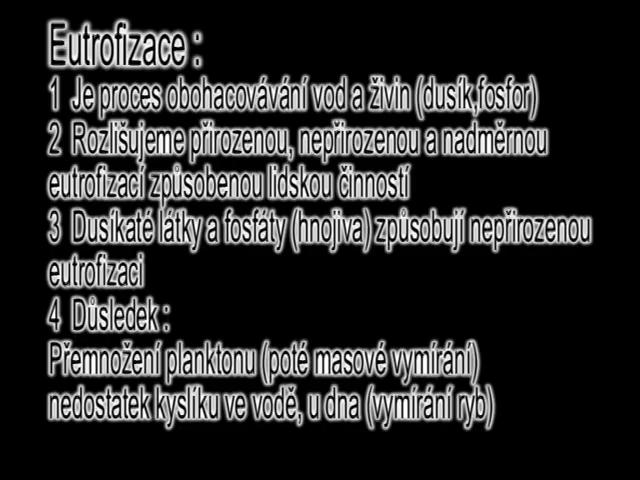 Eutrofizace :
1 Je proces obohacovávání vod a živin (dusík,fosfor)
2 Rozlišujeme přirozenou, nepřirozenou a nadměrnou
eutrofizací způsobenou lidskou činností
3 Dusíkaté látky a fosfáty (hnojiva) způsobují nepřirozenou
eutrofizaci
4 Důsledek :
Přemnožení planktonu (poté masové vymírání)
nedostatek kyslíku ve vodě, u dna (vymírání ryb)